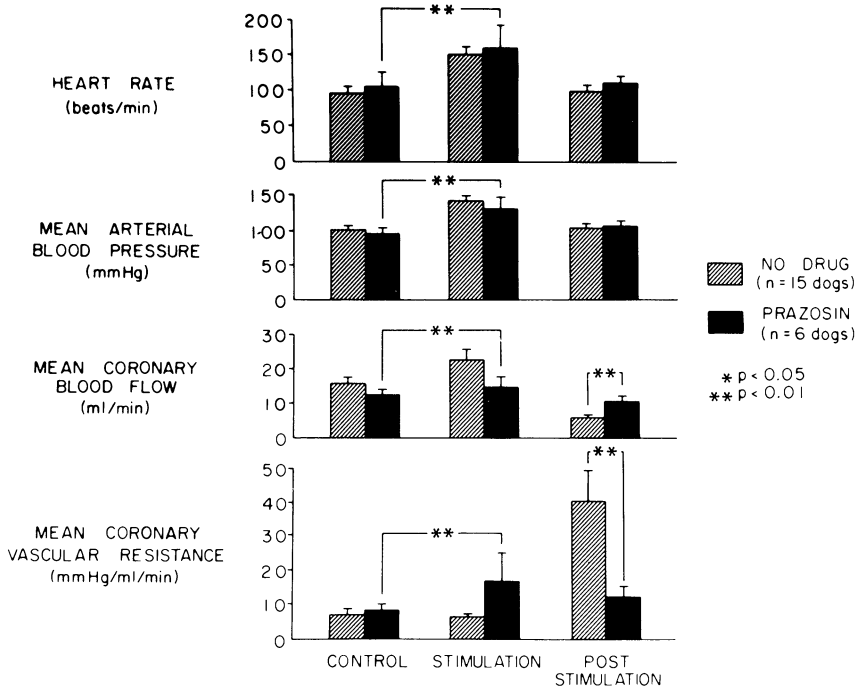 **
200
150
100
50
0
HEART RATE
(beats/min)
**
150
100
50
0
MEAN ARTERIAL
BLOOD PRESSURE
(mmHg)
NO DRUG
(n=15 dogs)
PRAZOSIN
(n=6 dogs)
* p<0.05
** p<0.01
**
**
30
20
10
0
MEAN CORONARY
BLOOD FLOW
(ml/min)
**
**
50
40
30
20
10
0
MEAN CORONARY
VASCULAR RESISTANCE
(mmHg/ml/min)
CONTROL STIMULATION POST
STIMULATION